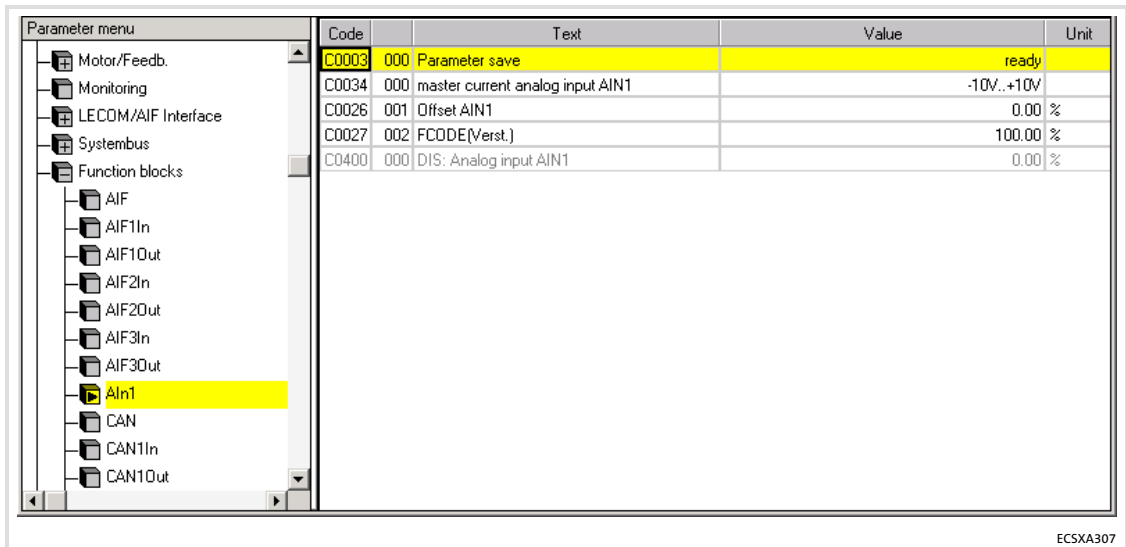 Parameter menu
Motor/Feedb.
Monitoring
LECOM/AIF Interface
Systembus
Function blocks
AIF
AIF1In
AIF1Out
AIF2In
AIF2Out
AIF3In
AIF3Out
AIn1
CAN
CAN1In
CAN1Out
Code Text Value Unit
C0003 000 Parameter save ready
C0034 000 master current analog input AIN1 -10V..+10V
C0026 001 Offset AIN1 0.00 %
C0027 002 FCODE(Verst.) 100.00 %
C0400 000 DIS: Analog input AIN1 0.00 %
ECSXA307